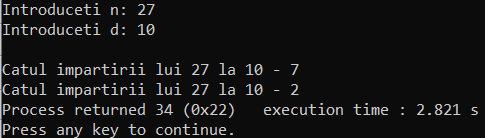 Introduceti n: 27
Introduceti d: 10
Catul impartirii lui 27 la 10 - 7
Catul impartirii lui 27 la 10 - 2
Process returned 34 (0x22)   execution time : 2.821 s
Press any key to continue.